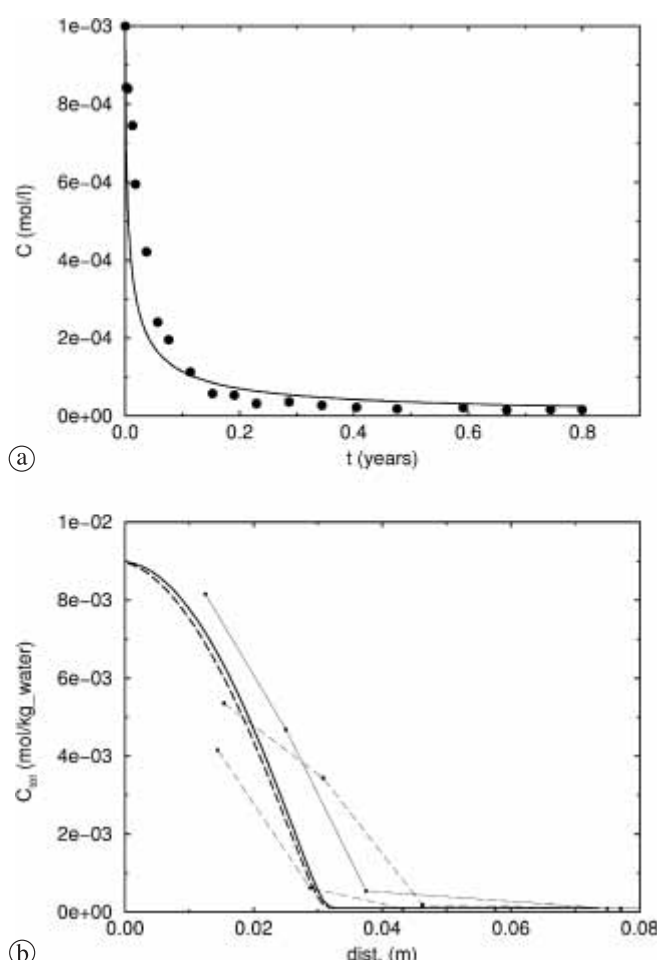 1e−03
8e−04
6e−04
4e−04
2e−04
0e+00
C (mol/l)
0.0 0.2 0.4 0.6 0.8
t (years)
a
1e−02
8e−03
6e−03
4e−03
2e−03
0e+00
C_tot (mol/kg_water)
0.00 0.02 0.04 0.06 0.08
dist. (m)
b